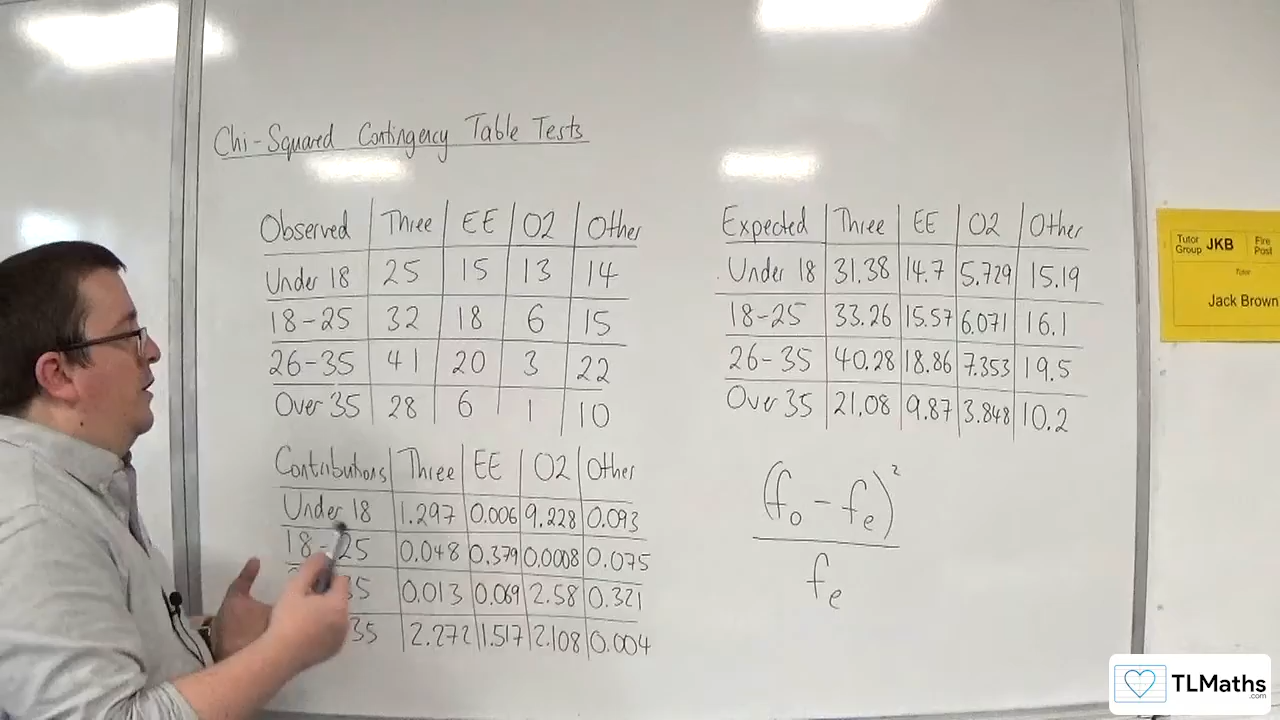 Chi-Squared Contingency Table Tests
Observed Three EE O2 Other
Under 18 25 15 13 14
18-25 32 18 6 15
26-35 41 20 3 22
Over 35 28 6 1 10
Contributions Three EE O2 Other
Under 18 1.297 0.006 9.228 0.093
18-25 0.048 0.379 0.0008 0.075
35 0.013 0.069 2.58 0.321
35 2.272 1.517 2.108 0.004
Expected Three EE O2 Other
Under 18 31.38 14.7 5.729 15.19
18-25 33.26 15.57 6.071 16.1
26-35 40.28 18.86 7.353 19.5
Over 35 21.08 9.87 3.848 10.2
(fo - fe)²
fe
Tutor Group JKB Fire Post
Tutor
Jack Brown
TLMaths
.com